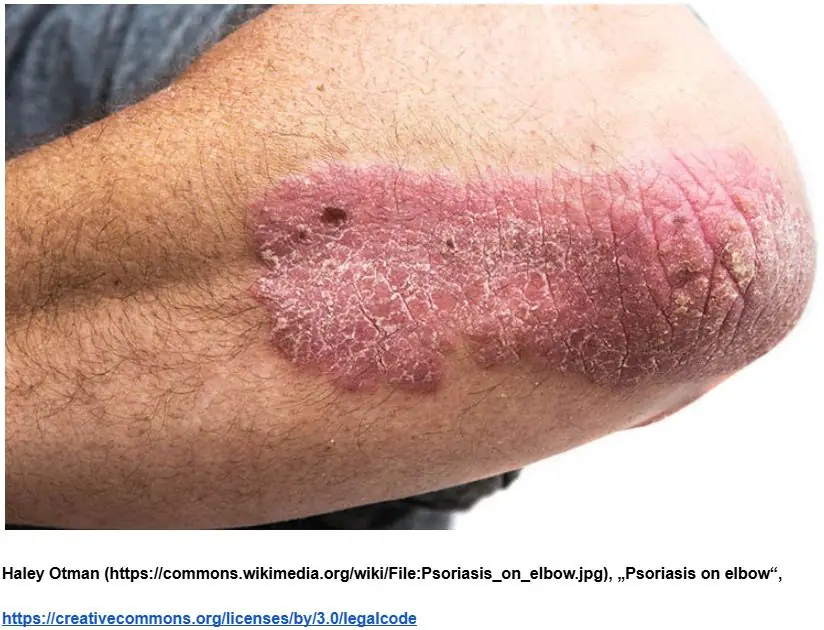 Haley Otman (https://commons.wikimedia.org/wiki/File:Psoriasis_on_elbow.jpg), „Psoriasis on elbow“,
https://creativecommons.org/licenses/by/3.0/legalcode